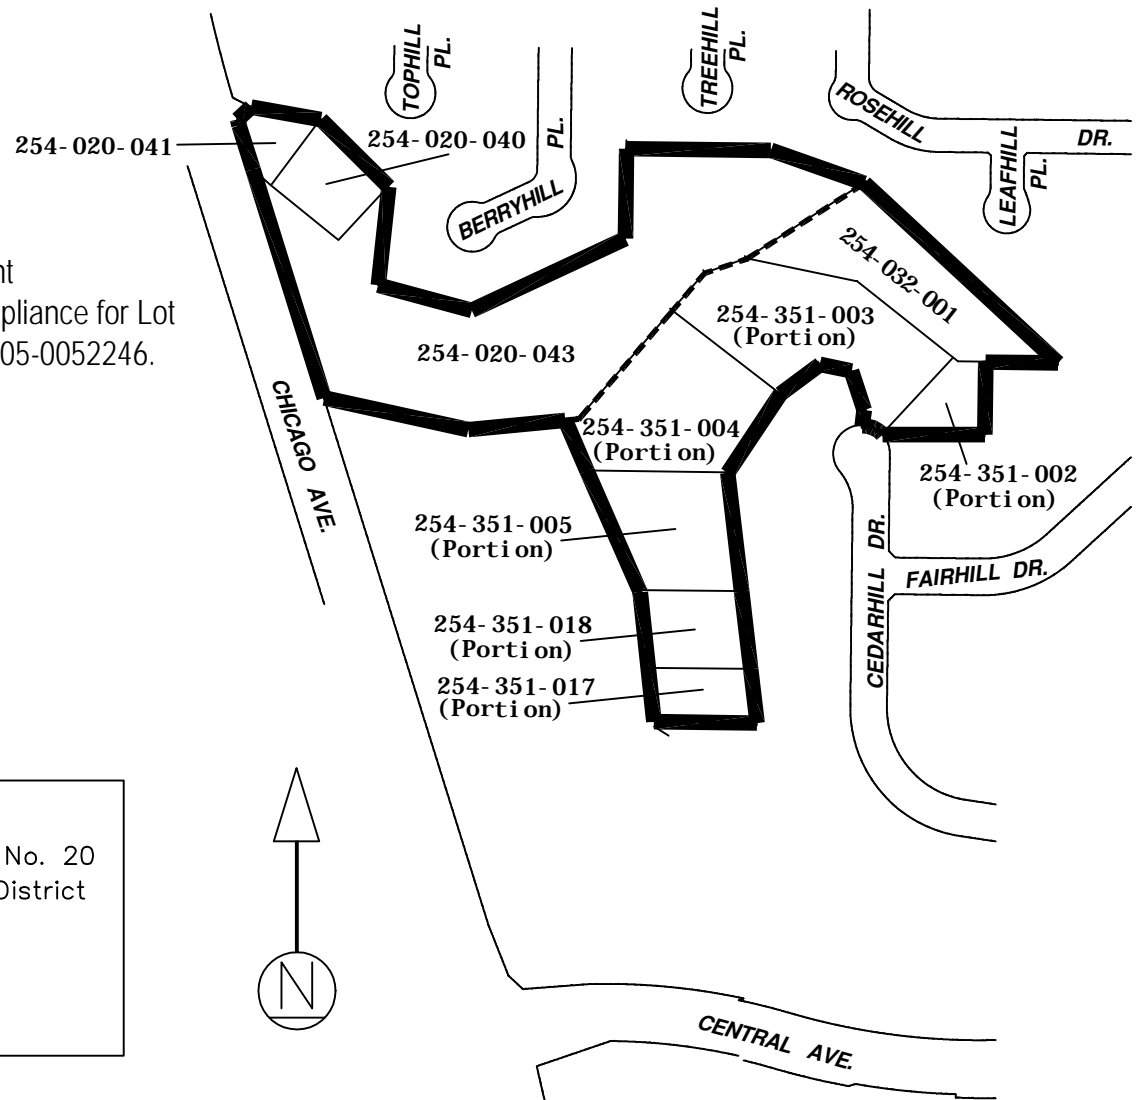 TOPHILL
PL.
TREEHILL
PL.
ROSEHILL
DR.
LEAFHILL
PL.
254-020-041
254-020-040
PL.
BERRYHILL
254-032-001
pliance for Lot
05-0052246.
254-351-003
(Portion)
254-020-043
CHICAGO AVE.
254-351-004
(Portion)
254-351-002
(Portion)
254-351-005
(Portion)
CEDARHILL DR.
FAIRHILL DR.
254-351-018
(Portion)
254-351-017
(Portion)
No. 20
District
N
CENTRAL AVE.